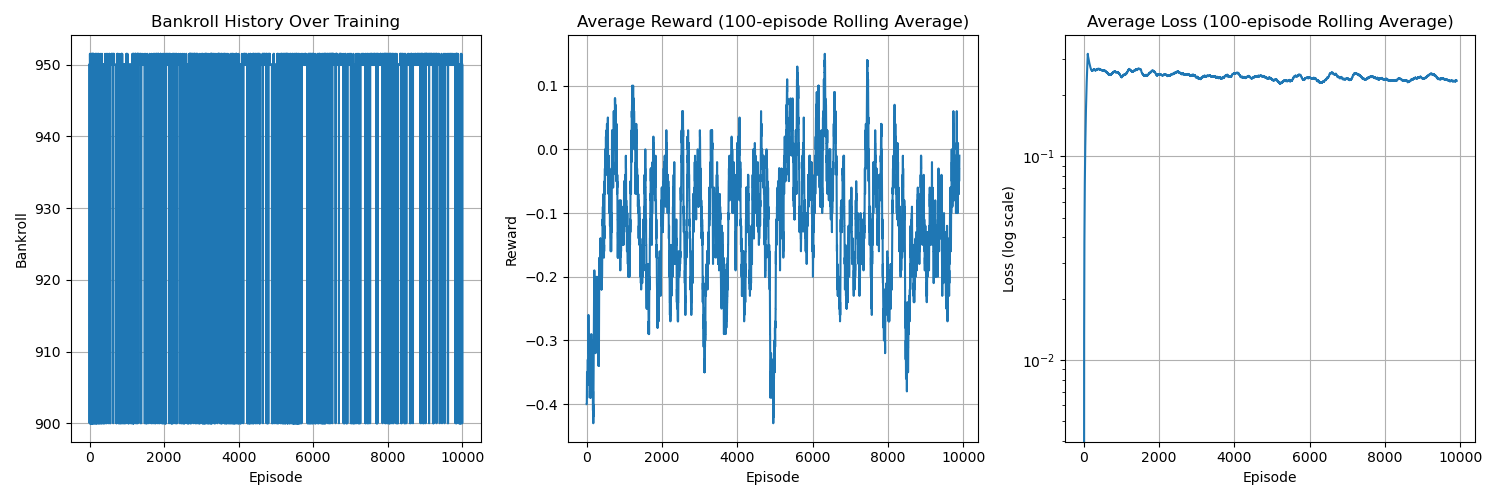 Bankroll History Over Training
Bankroll
950
940
930
920
910
900
0 2000 4000 6000 8000 10000
Episode
Average Reward (100-episode Rolling Average)
Reward
0.1
0.0
−0.1
−0.2
−0.3
−0.4
0 2000 4000 6000 8000 10000
Episode
Average Loss (100-episode Rolling Average)
Loss (log scale)
10⁻¹
10⁻²
0 2000 4000 6000 8000 10000
Episode